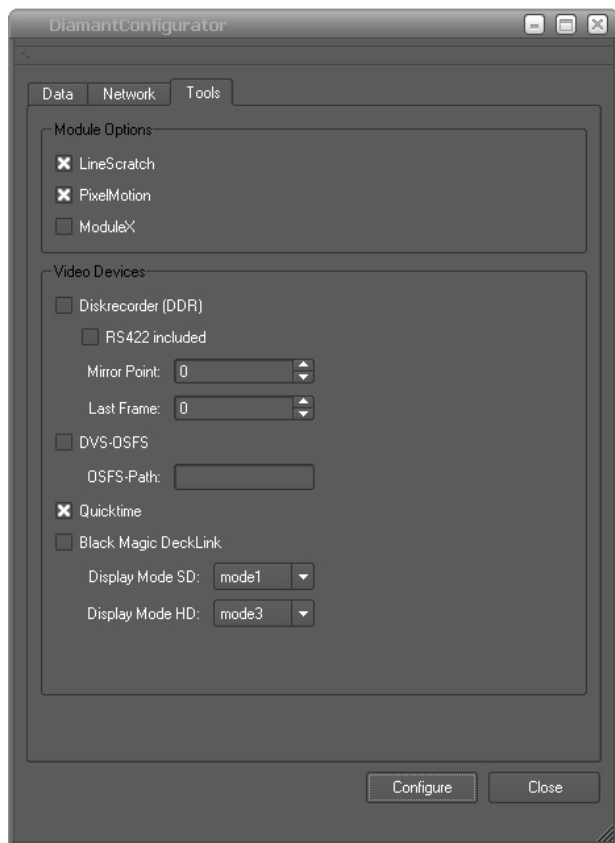 DiamantConfigurator
Data Network Tools
Module Options
LineScratch
PixelMotion
ModuleX
Video Devices
Diskrecorder (DDR)
RS422 included
Mirror Point: 0
Last Frame: 0
DVS-OSFS
OSFS-Path:
Quicktime
Black Magic DeckLink
Display Mode SD: mode1
Display Mode HD: mode3
Configure Close